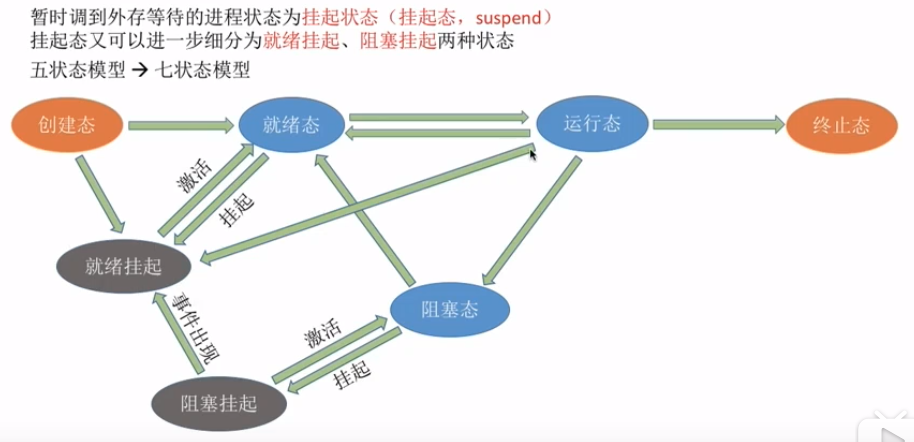 暂时调到外存等待的进程状态为挂起状态（挂起态，suspend）
挂起态又可以进一步细分为就绪挂起、阻塞挂起两种状态
五状态模型→七状态模型
创建态
就绪态
运行态
终止态
激活
挂起
就绪挂起
阻塞态
事件出现
激活
挂起
阻塞挂起